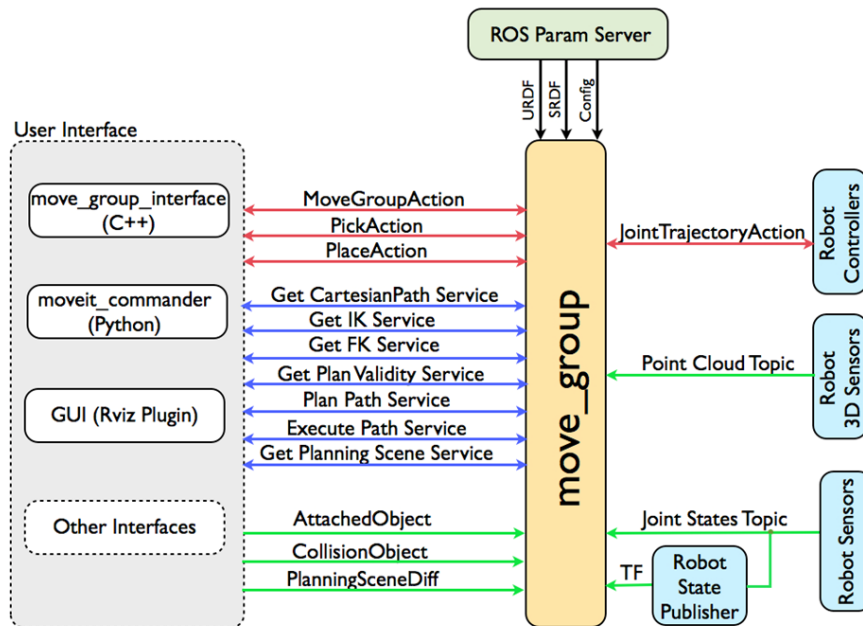 ROS Param Server
URDF
SRDF
Config
User Interface
move_group_interface
(C++)
moveit_commander
(Python)
GUI (Rviz Plugin)
Other Interfaces
MoveGroupAction
PickAction
PlaceAction
Get CartesianPath Service
Get IK Service
Get FK Service
Get Plan Validity Service
Plan Path Service
Execute Path Service
Get Planning Scene Service
AttachedObject
CollisionObject
PlanningSceneDiff
move_group
JointTrajectoryAction
Robot
Controllers
Point Cloud Topic
Robot
3D Sensors
Joint States Topic
Robot Sensors
TF
Robot
State
Publisher